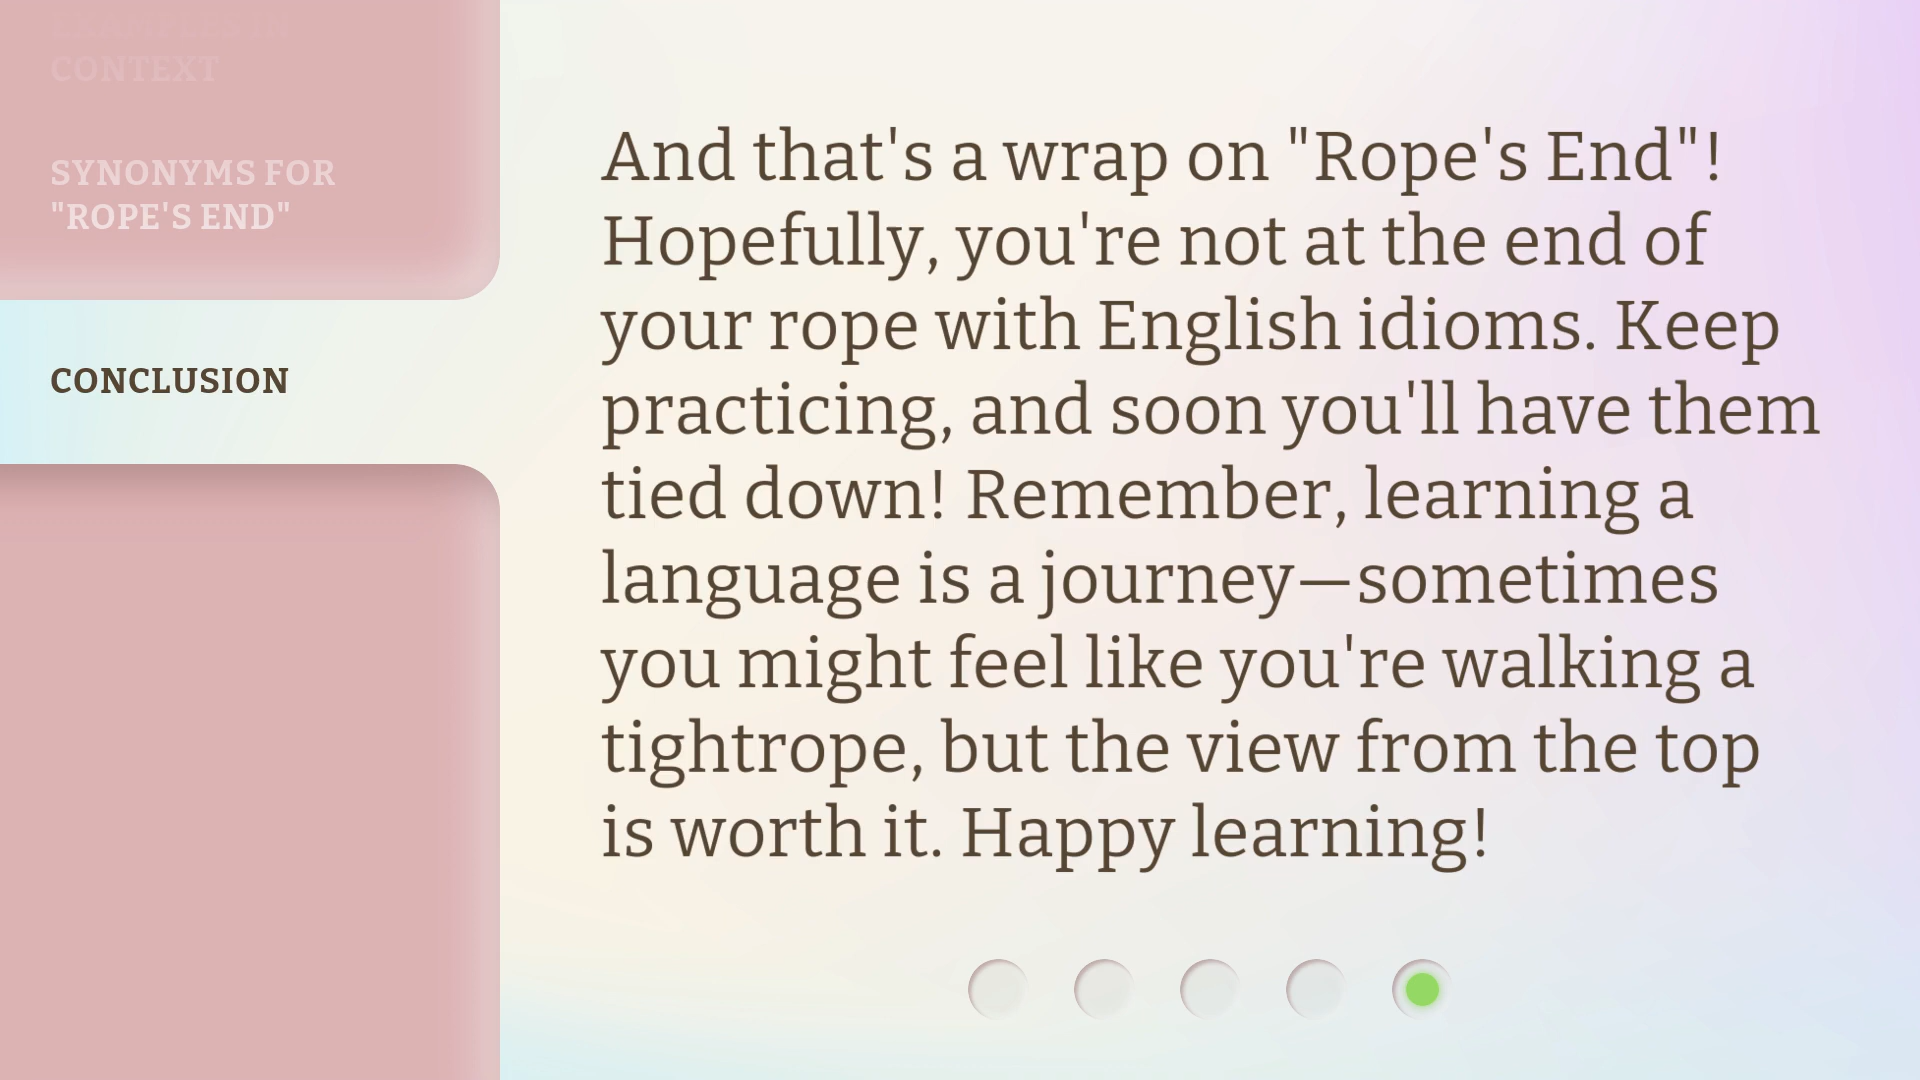 EXAMPLES IN
CONTEXT
SYNONYMS FOR
"ROPE'S END"
CONCLUSION
And that's a wrap on "Rope's End"!
Hopefully, you're not at the end of
your rope with English idioms. Keep
practicing, and soon you'll have them
tied down! Remember, learning a
language is a journey—sometimes
you might feel like you're walking a
tightrope, but the view from the top
is worth it. Happy learning!